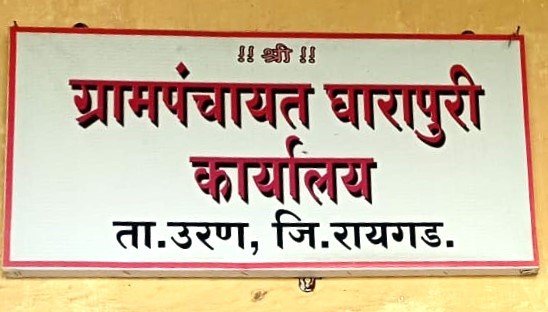 !! श्री !!
ग्रामपंचायत घारापुरी
कार्यालय
ता.उरण, जि.रायगड.